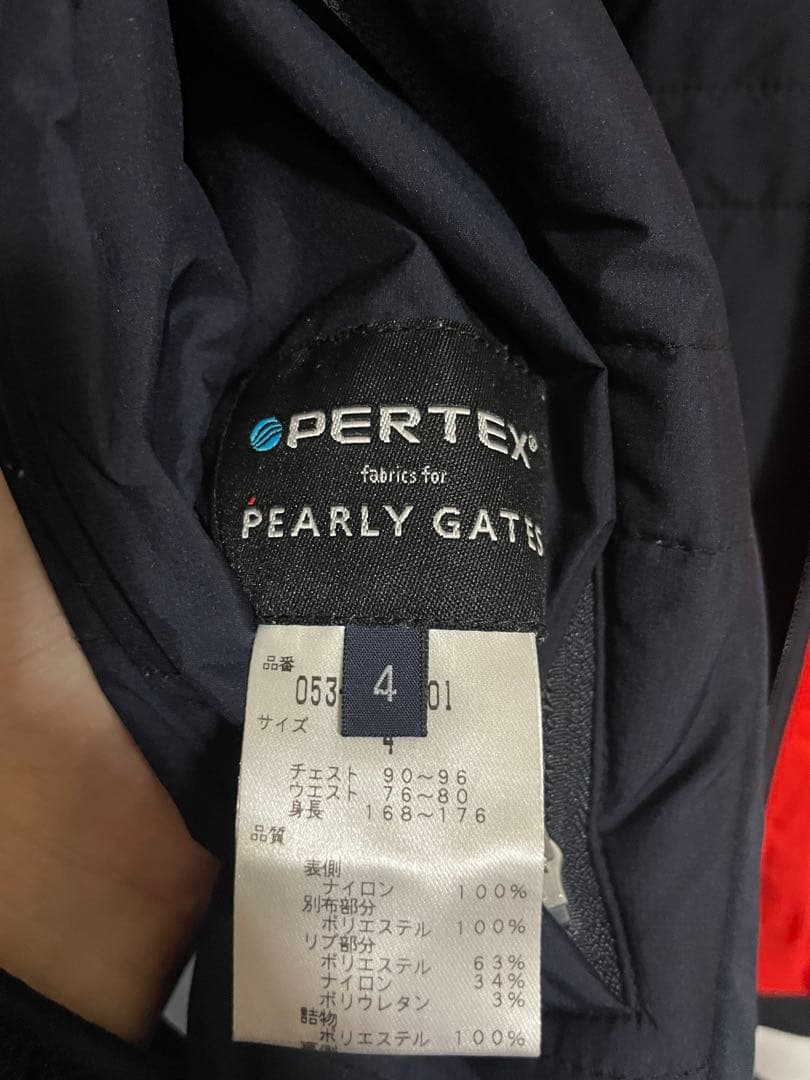 PERTEX®
fabrics for
PEARLY GATES
品番
053- 01
4
サイズ
4
チェスト 90～96
ウエスト 76～80
身長 168～176
品質
表側
ナイロン 100%
別布部分
ポリエステル 100%
リブ部分
ポリエステル 63%
ナイロン 34%
ポリウレタン 3%
詰物
ポリエステル 100%